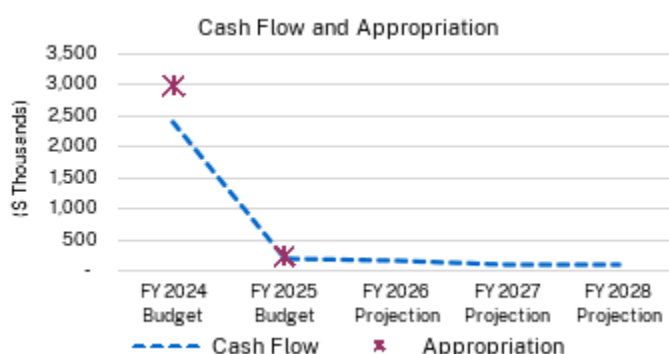 Cash Flow and Appropriation
($ Thousands)
3,500
3,000
2,500
2,000
1,500
1,000
500
-
FY 2024 FY 2025 FY 2026 FY 2027 FY 2028
Budget Budget Projection Projection Projection
Cash Flow Appropriation